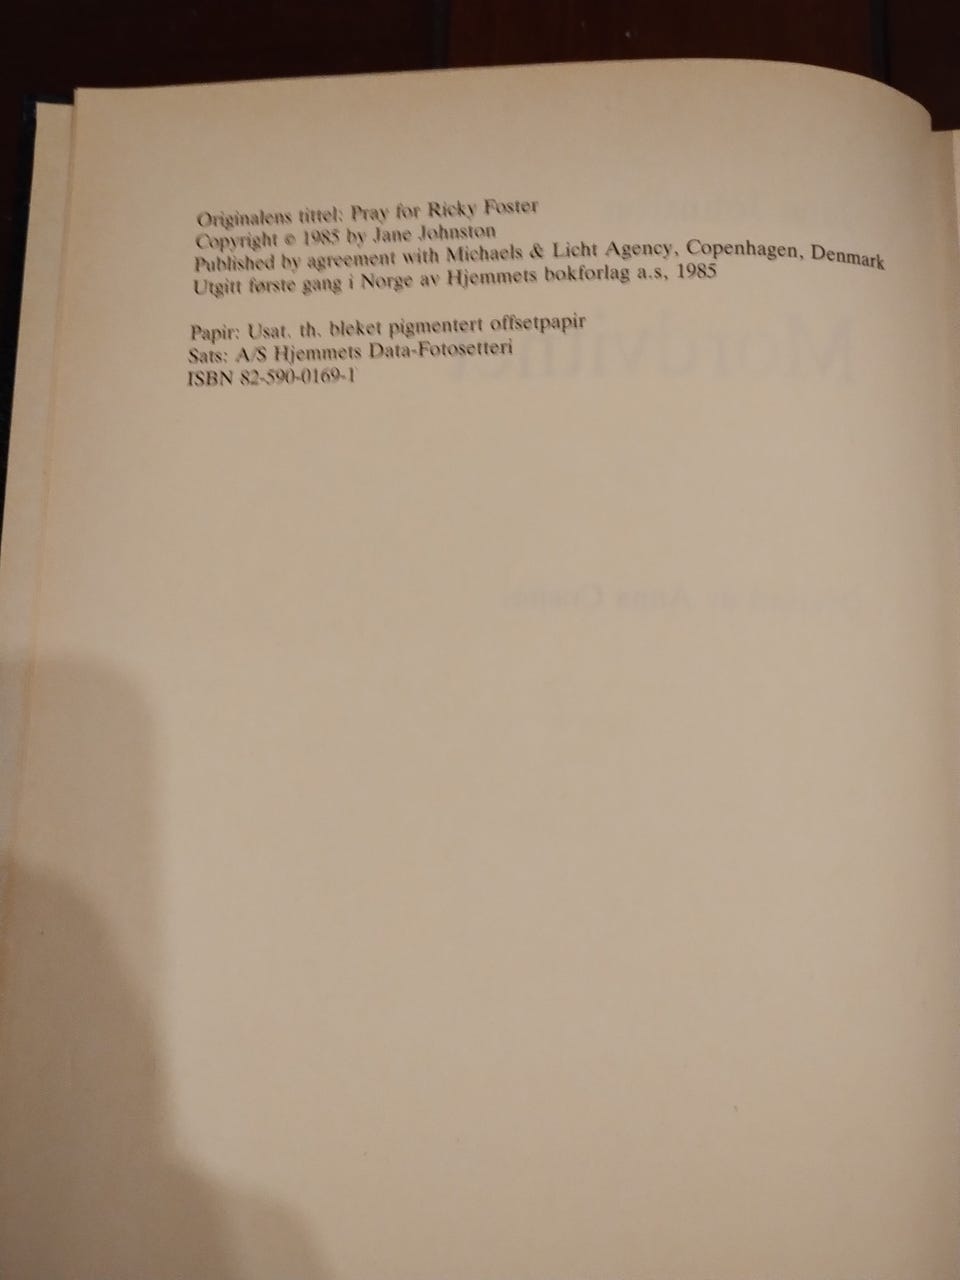 Originalens tittel: Pray for Ricky Foster
Copyright © 1985 by Jane Johnston
Published by agreement with Michaels & Licht Agency, Copenhagen, Denmark
Utgitt første gang i Norge av Hjemmets bokforlag a.s, 1985
Papir: Usat. th. bleket pigmentert offsetpapir
Sats: A/S Hjemmets Data-Fotosetteri
ISBN 82-590-0169-1